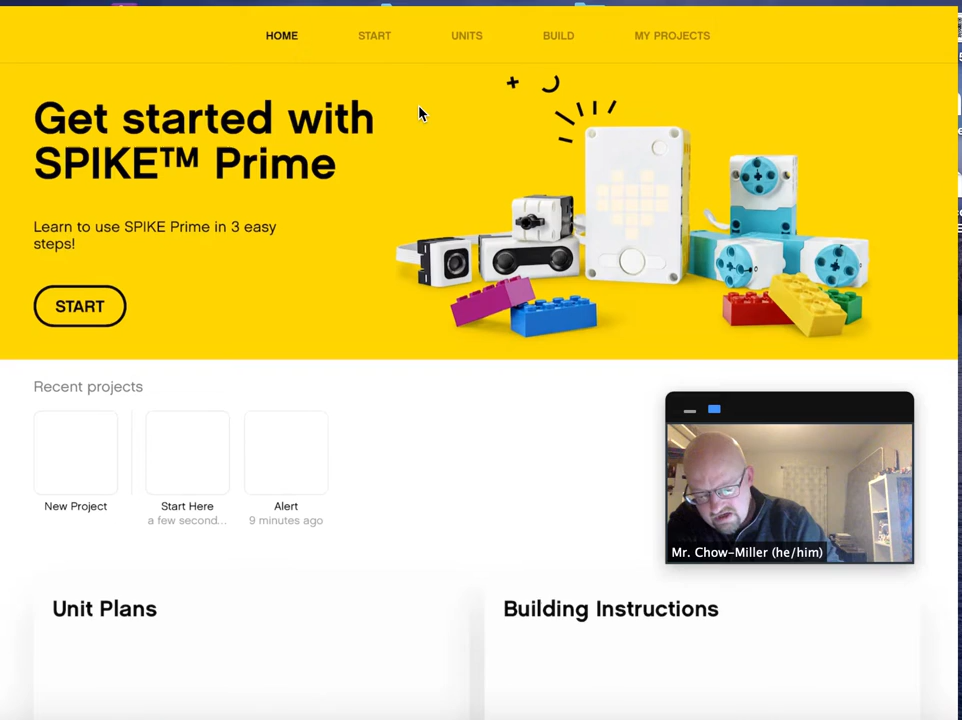 HOME START UNITS BUILD MY PROJECTS
Get started with
SPIKE™ Prime
Learn to use SPIKE Prime in 3 easy
steps!
START
Recent projects
New Project
Start Here
a few second...
Alert
9 minutes ago
Mr. Chow-Miller (he/him)
Unit Plans
Building Instructions